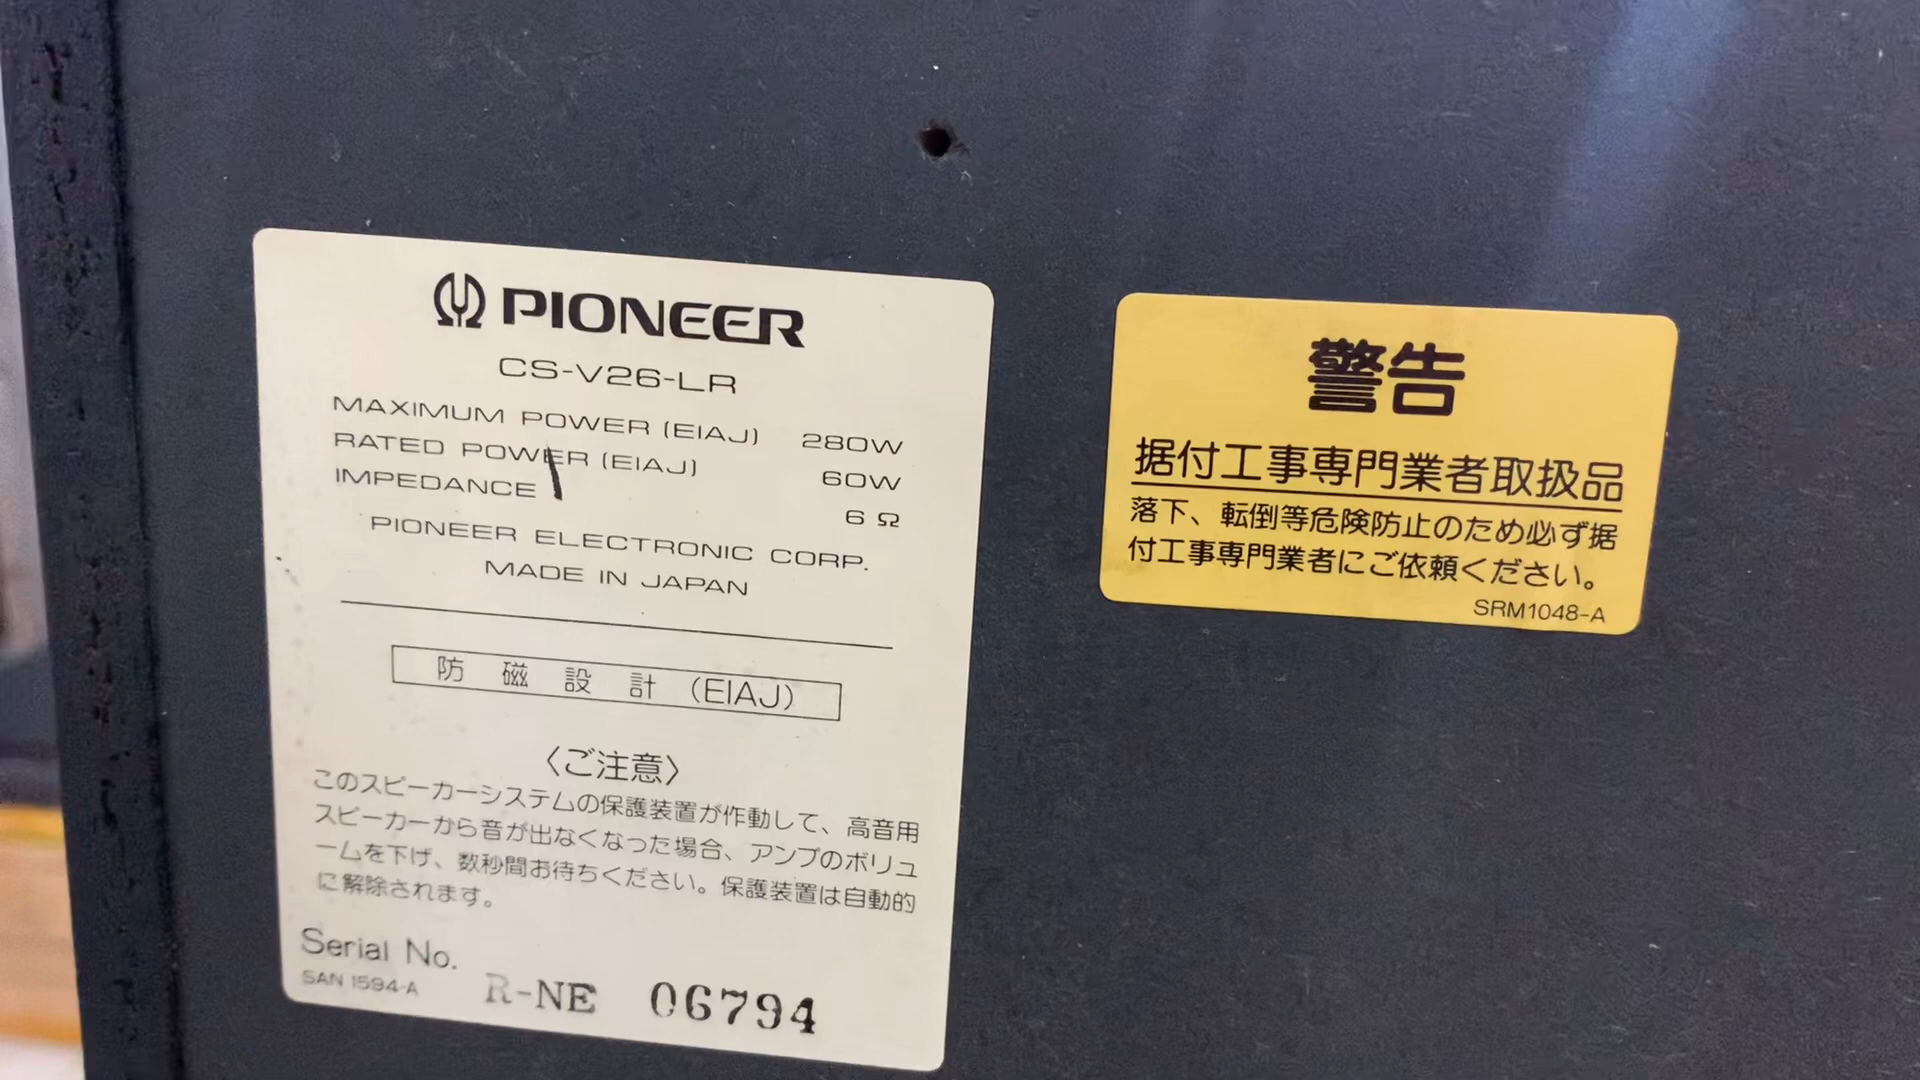 PIONEER
CS-V26-LR
MAXIMUM POWER (EIAJ) 280W
RATED POWER (EIAJ) 60W
IMPEDANCE 6 Ω
PIONEER ELECTRONIC CORP.
MADE IN JAPAN
防磁設計(EIAJ)
〈ご注意〉
このスピーカーシステムの保護装置が作動して、高音用
スピーカーから音が出なくなった場合、アンプのボリュ
ームを下げ、数秒間お待ちください。保護装置は自動的
に解除されます。
Serial No.
SAN 1594-A
R-NE 06794
警告
据付工事専門業者取扱品
落下、転倒等危険防止のため必ず据
付工事専門業者にご依頼ください。
SRM1048-A